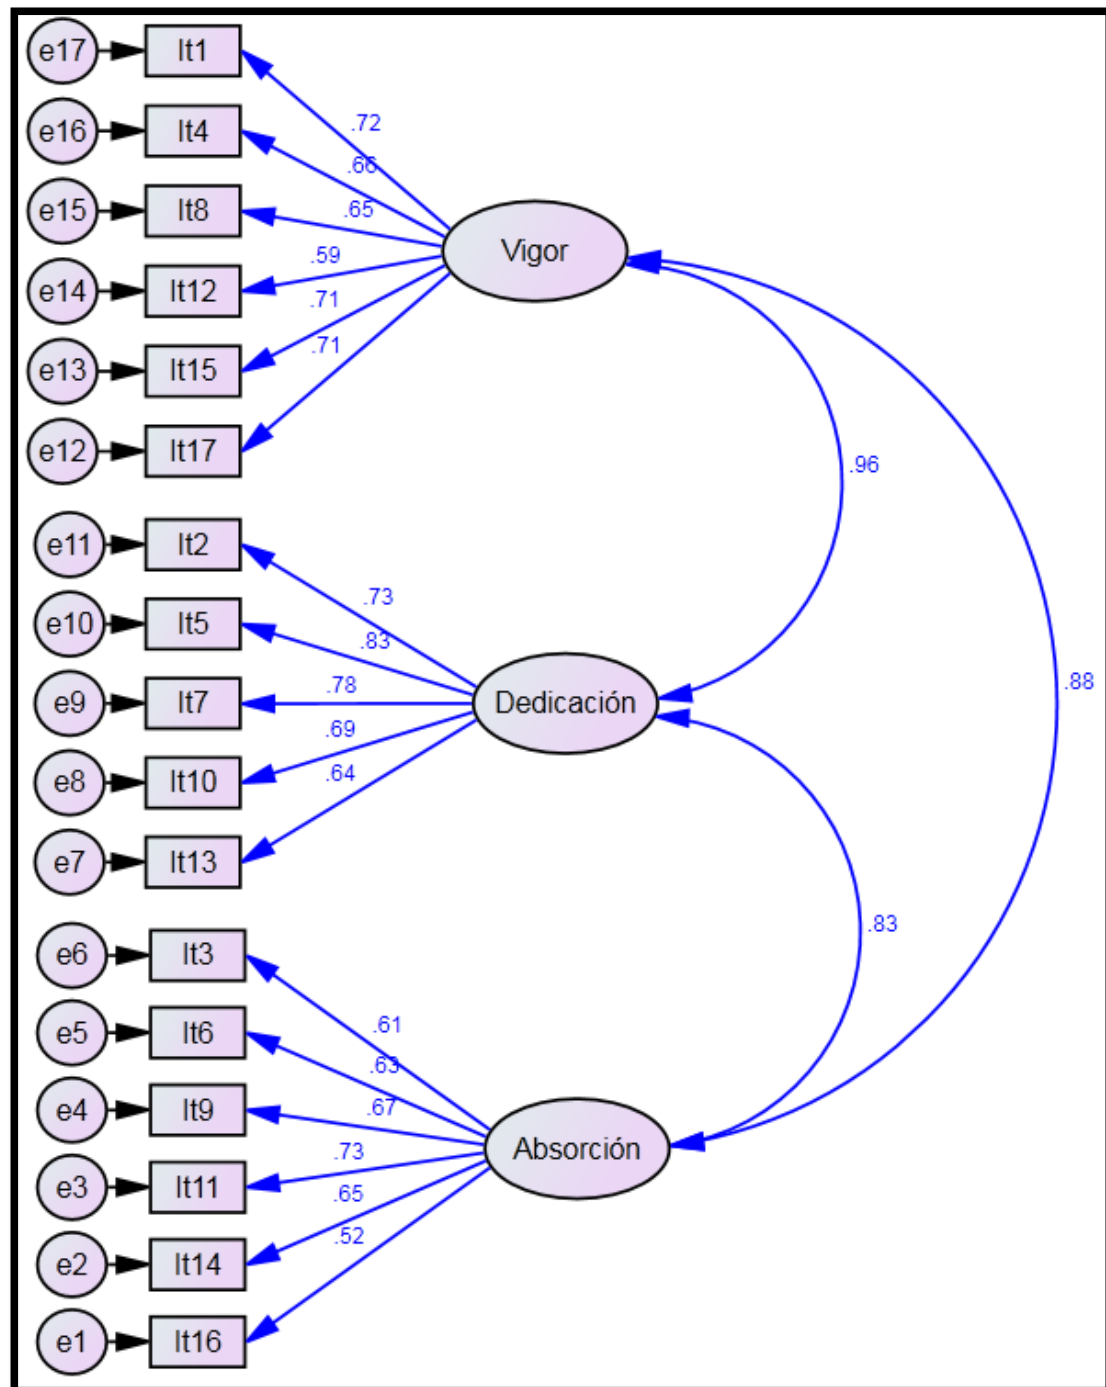 e17 It1
.72
e16 It4
.66
e15 It8
.65
Vigor
e14 It12
.59
.71
e13 It15
.71
e12 It17
.96
e11 It2
.73
e10 It5
.83
.88
e9 It7
.78
Dedicación
.69
e8 It10
.64
e7 It13
.83
e6 It3
.61
e5 It6
.63
e4 It9
.67
Absorción
.73
e3 It11
.65
.52
e2 It14
e1 It16